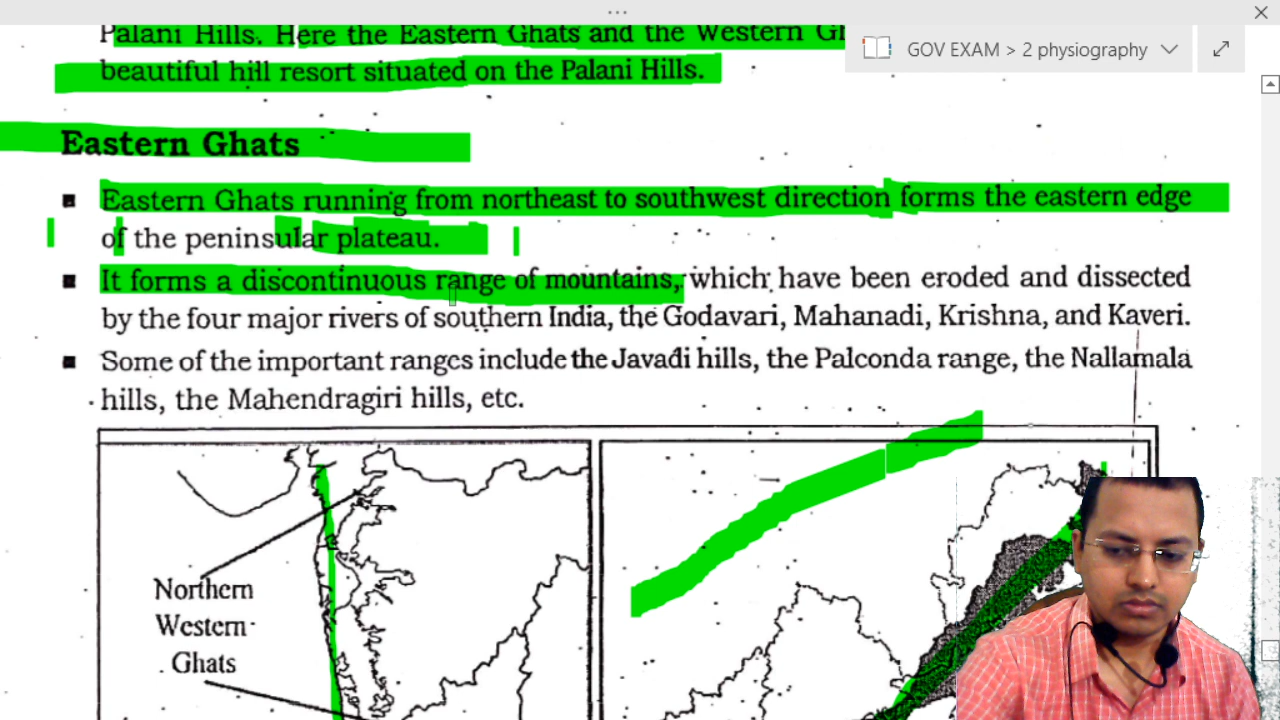 Palani Hills. Here the Eastern Ghats and the Western
GOV EXAM > 2 physiography
beautiful hill resort situated on the Palani Hills.
Eastern Ghats
■ Eastern Ghats running from northeast to southwest direction forms the eastern edge
of the peninsular plateau.
■ It forms a discontinuous range of mountains, which have been eroded and dissected
by the four major rivers of southern India, the Godavari, Mahanadi, Krishna, and Kaveri.
■ Some of the important ranges include the Javadi hills, the Palconda range, the Nallamala
hills, the Mahendragiri hills, etc.
Northern
Western
Ghats